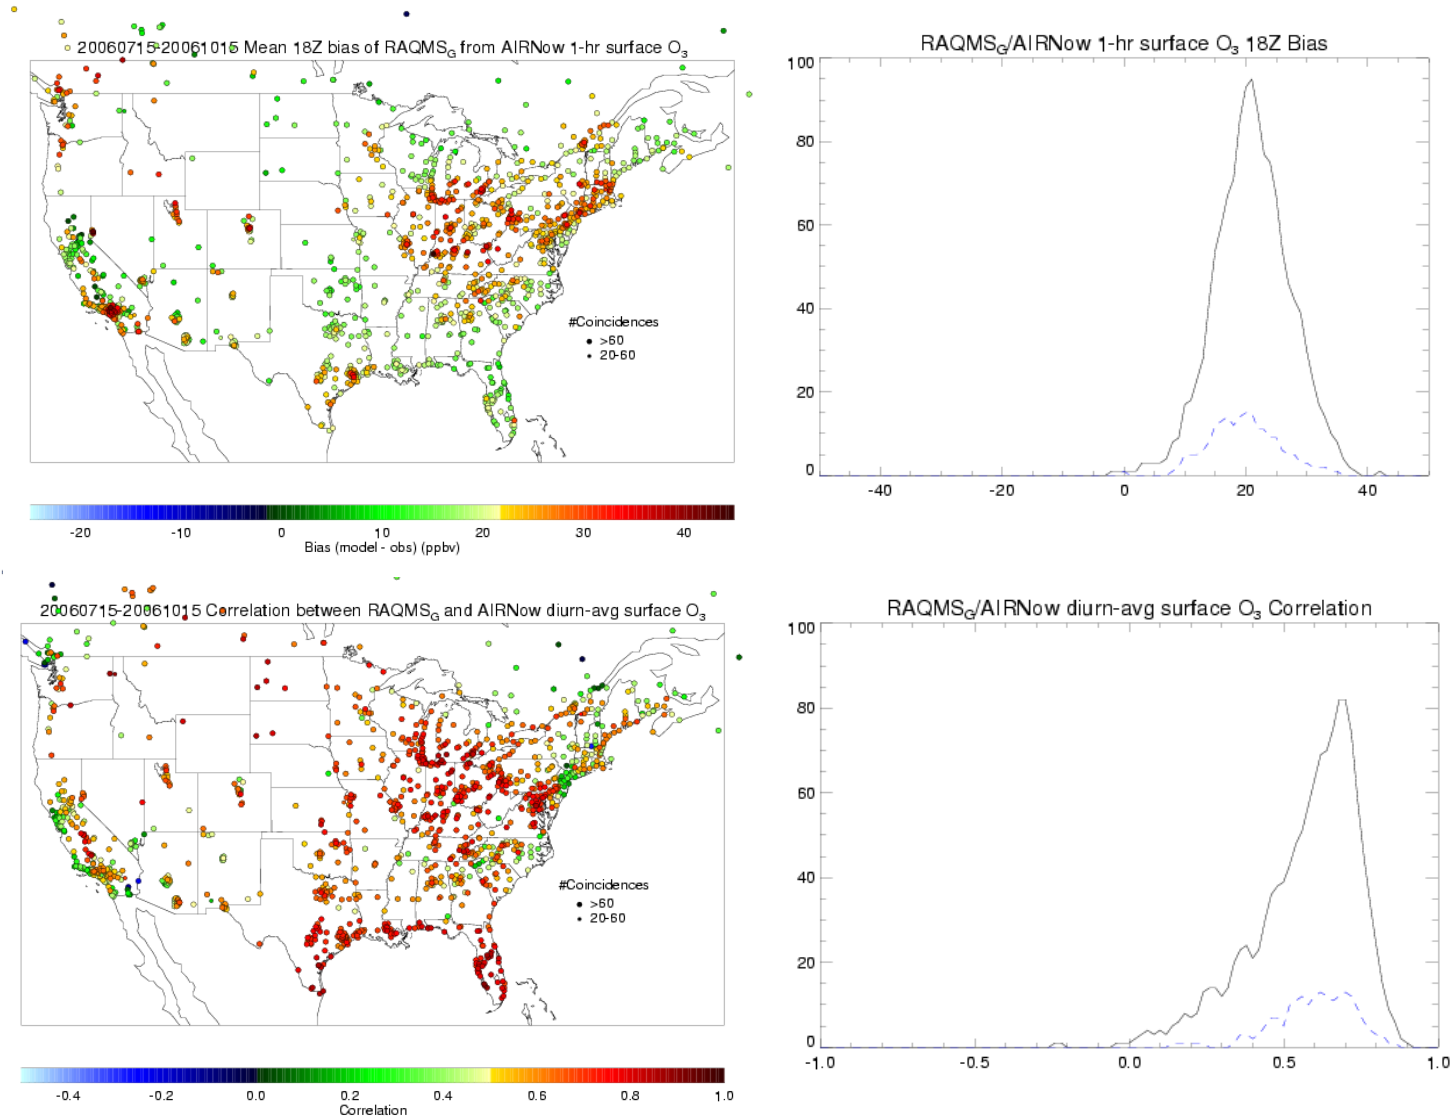 20060715-20061015 Mean 18Z bias of RAQMS_G from AIRNow 1-hr surface O₃
#Coincidences
>60
20-60
-20 -10 0 10 20 30 40
Bias (model - obs) (ppbv)
RAQMS_G/AIRNow 1-hr surface O₃ 18Z Bias
100
80
60
40
20
0
-40 -20 0 20 40
20060715-20061015 Correlation between RAQMS_G and AIRNow diurn-avg surface O₃
#Coincidences
>60
20-60
-0.4 -0.2 0.0 0.2 0.4 0.6 0.8 1.0
Correlation
RAQMS_G/AIRNow diurn-avg surface O₃ Correlation
100
80
60
40
20
0
-1.0 -0.5 0.0 0.5 1.0